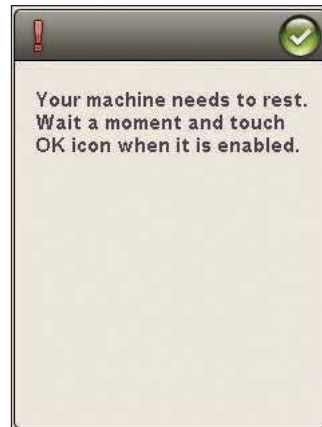 Your machine needs to rest.
Wait a moment and touch
OK icon when it is enabled.